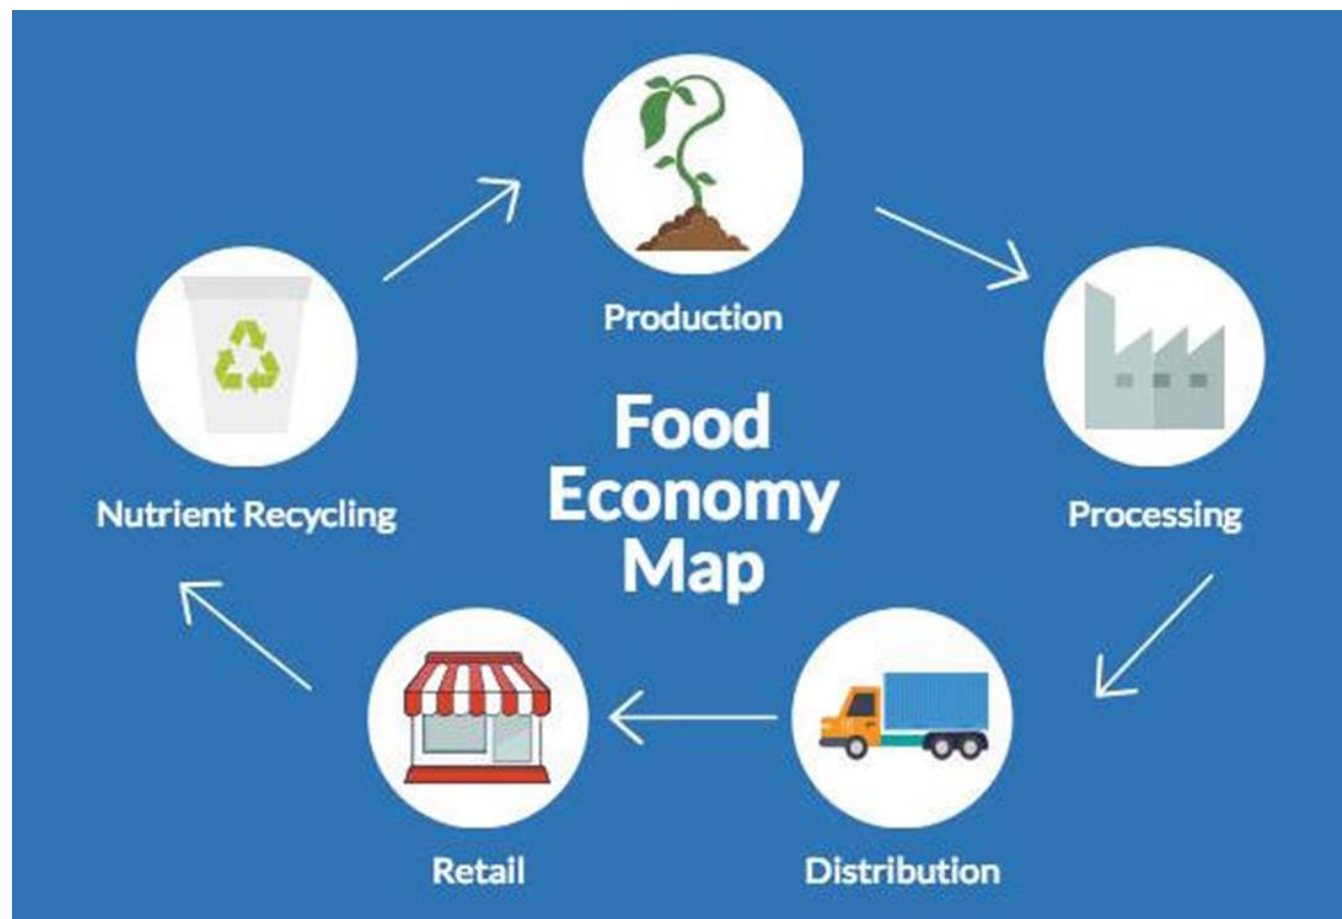 Production
Food
Economy
Map
Nutrient Recycling
Processing
Retail
Distribution